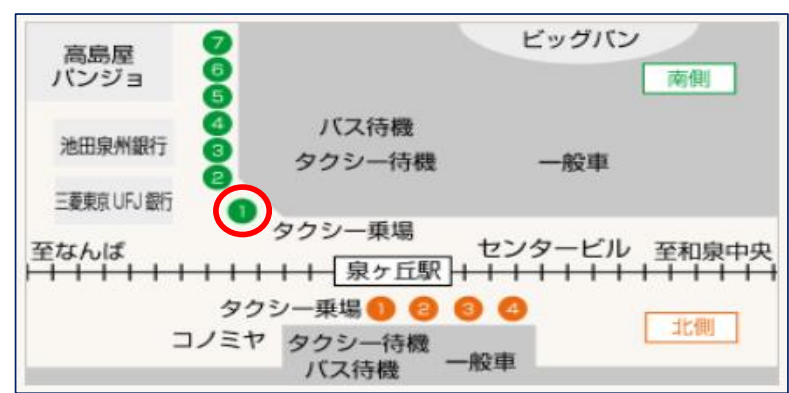 高島屋
パンジョ
池田泉州銀行
三菱東京UFJ銀行
7
6
5
4
3
2
1
ビッグバン
南側
バス待機
タクシー待機
一般車
タクシー乗場
センタービル
至なんば
泉ヶ丘駅
至和泉中央
タクシー乗場 1 2 3 4
コノミヤ
タクシー待機
バス待機
一般車
北側